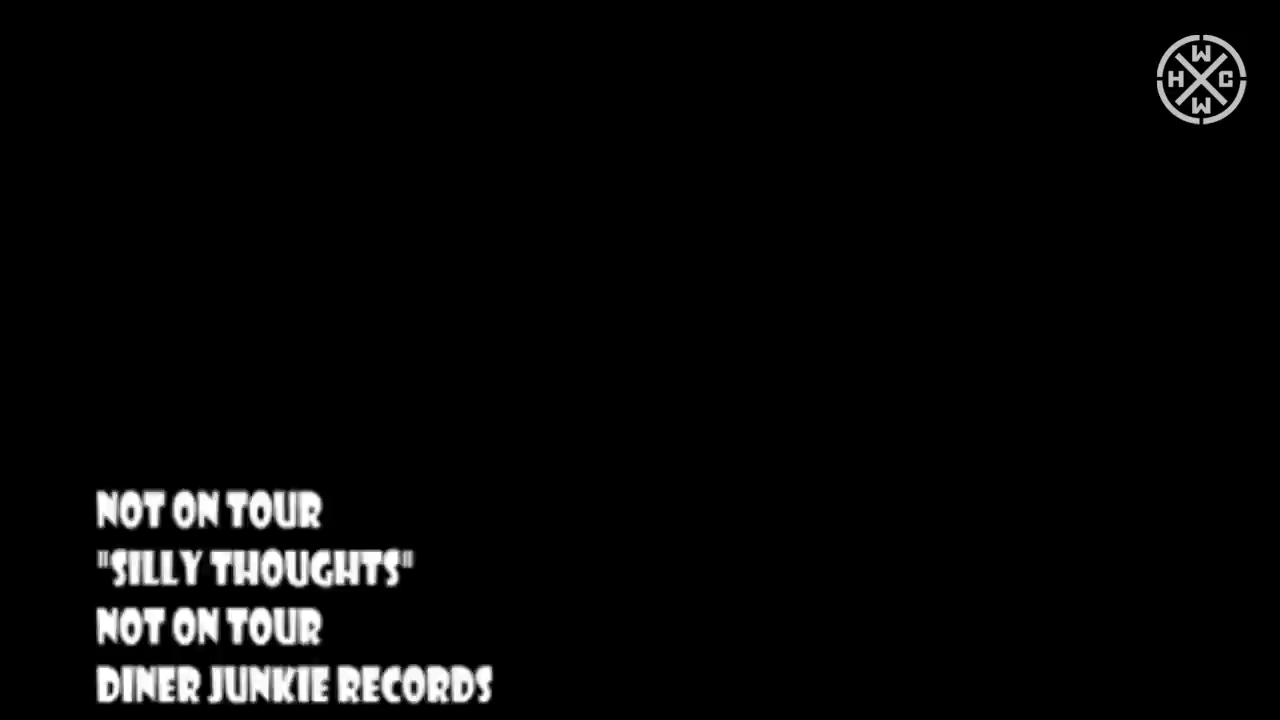 W
H C
W
NOT ON TOUR
"SILLY THOUGHTS"
NOT ON TOUR
DINER JUNKIE RECORDS